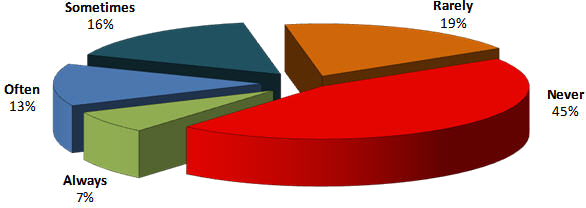 Sometimes
16%
Rarely
19%
Often
13%
Never
45%
Always
7%